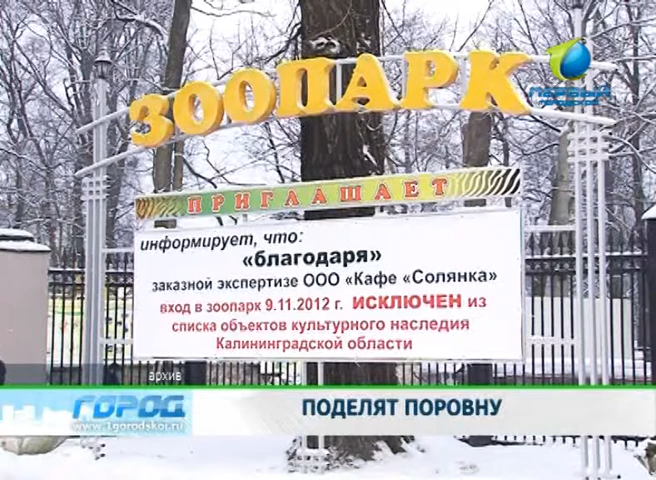 ЗООПАРК
ПЕРВЫЙ
ПРИГЛАШАЕТ
информирует, что:
«благодаря»
заказной экспертизе ООО «Кафе «Солянка»
вход в зоопарк 9.11.2012 г. ИСКЛЮЧЕН из
списка объектов культурного наследия
Калининградской области
архив
ГОРОД
ПОДЕЛЯТ ПОРОВНУ
www.1gorodskoi.ru